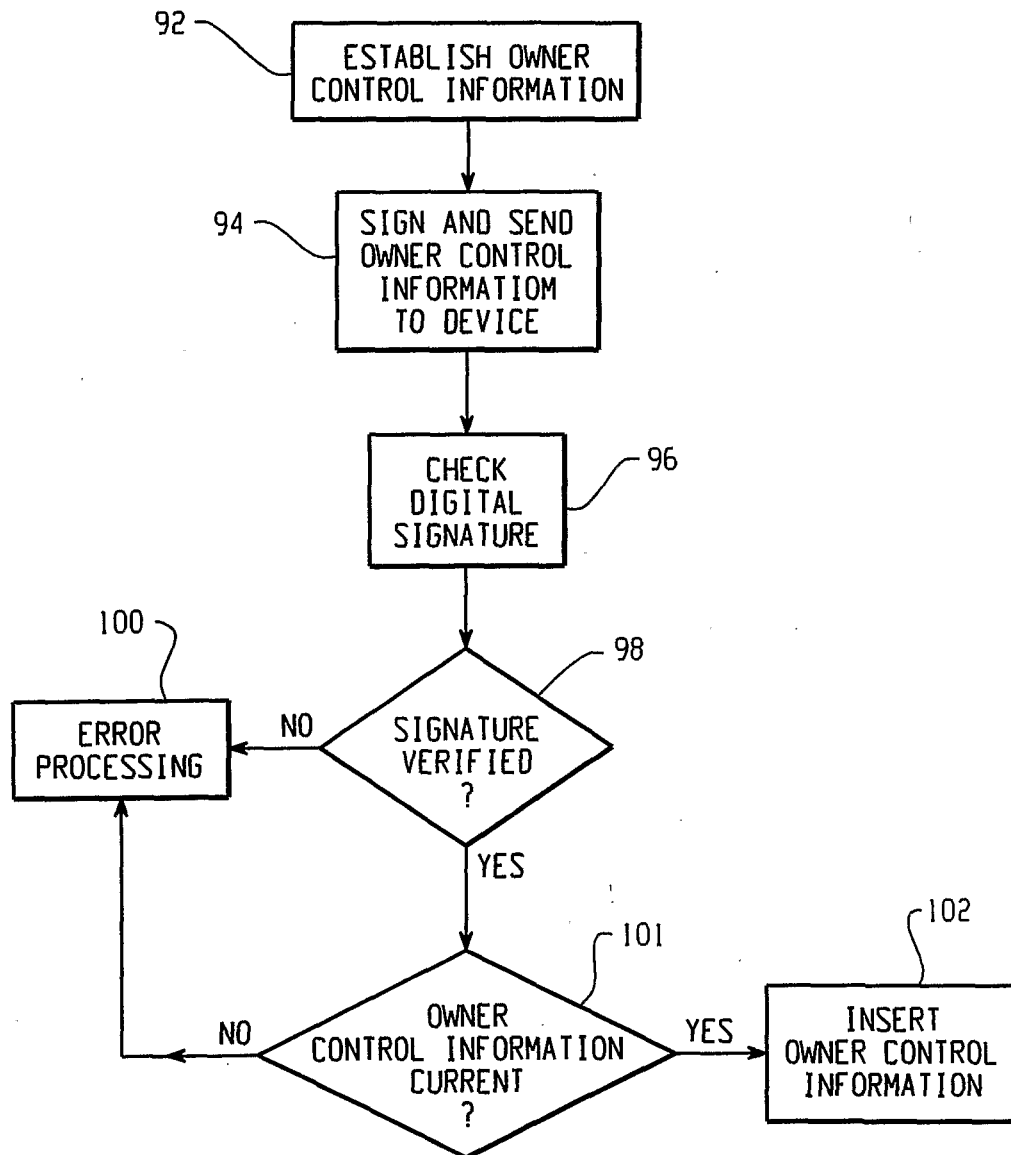 92
ESTABLISH OWNER
CONTROL INFORMATION
94
SIGN AND SEND
OWNER CONTROL
INFORMATIOM
TO DEVICE
96
CHECK
DIGITAL
SIGNATURE
100
98
ERROR
PROCESSING
NO
SIGNATURE
VERIFIED
?
YES
101
102
NO
OWNER
CONTROL INFORMATION
CURRENT
?
YES
INSERT
OWNER CONTROL
INFORMATION